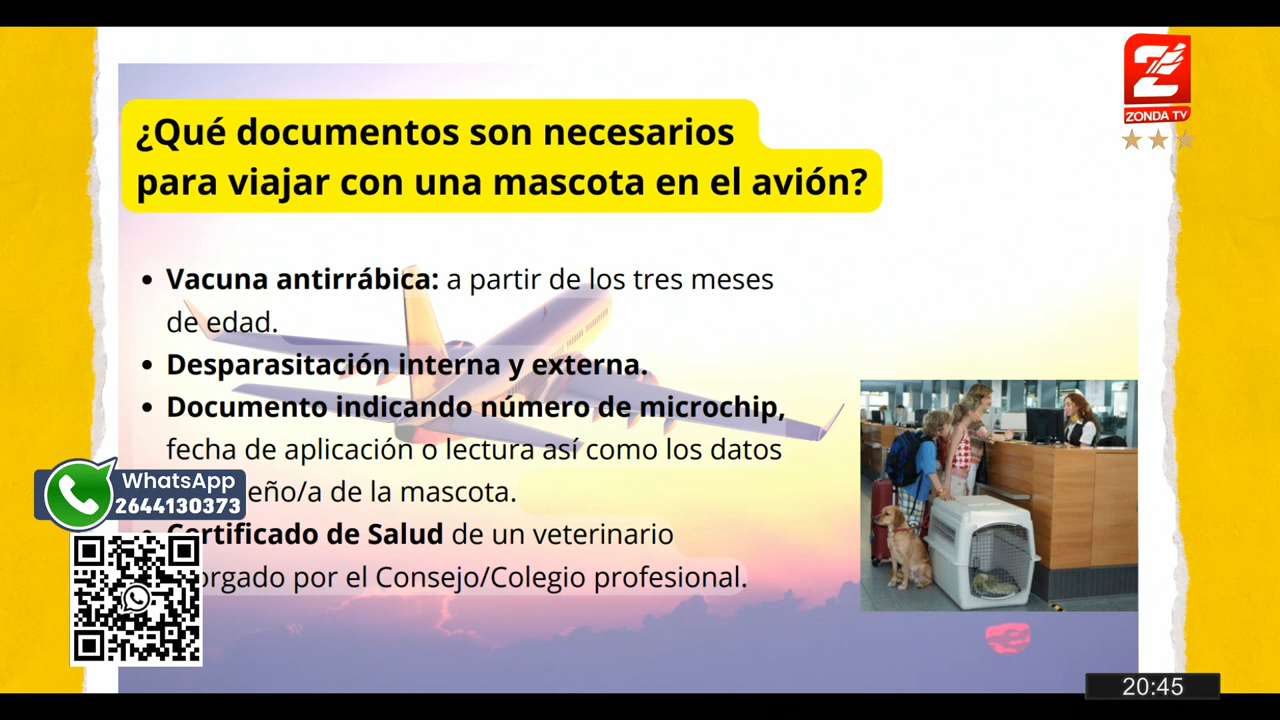 ¿Qué documentos son necesarios
para viajar con una mascota en el avión?
• Vacuna antirrábica: a partir de los tres meses
de edad.
• Desparasitación interna y externa.
• Documento indicando número de microchip,
fecha de aplicación o lectura así como los datos
eño/a de la mascota.
• Certificado de Salud de un veterinario
orgado por el Consejo/Colegio profesional.
ZONDA TV
WhatsApp
2644130373
20:45